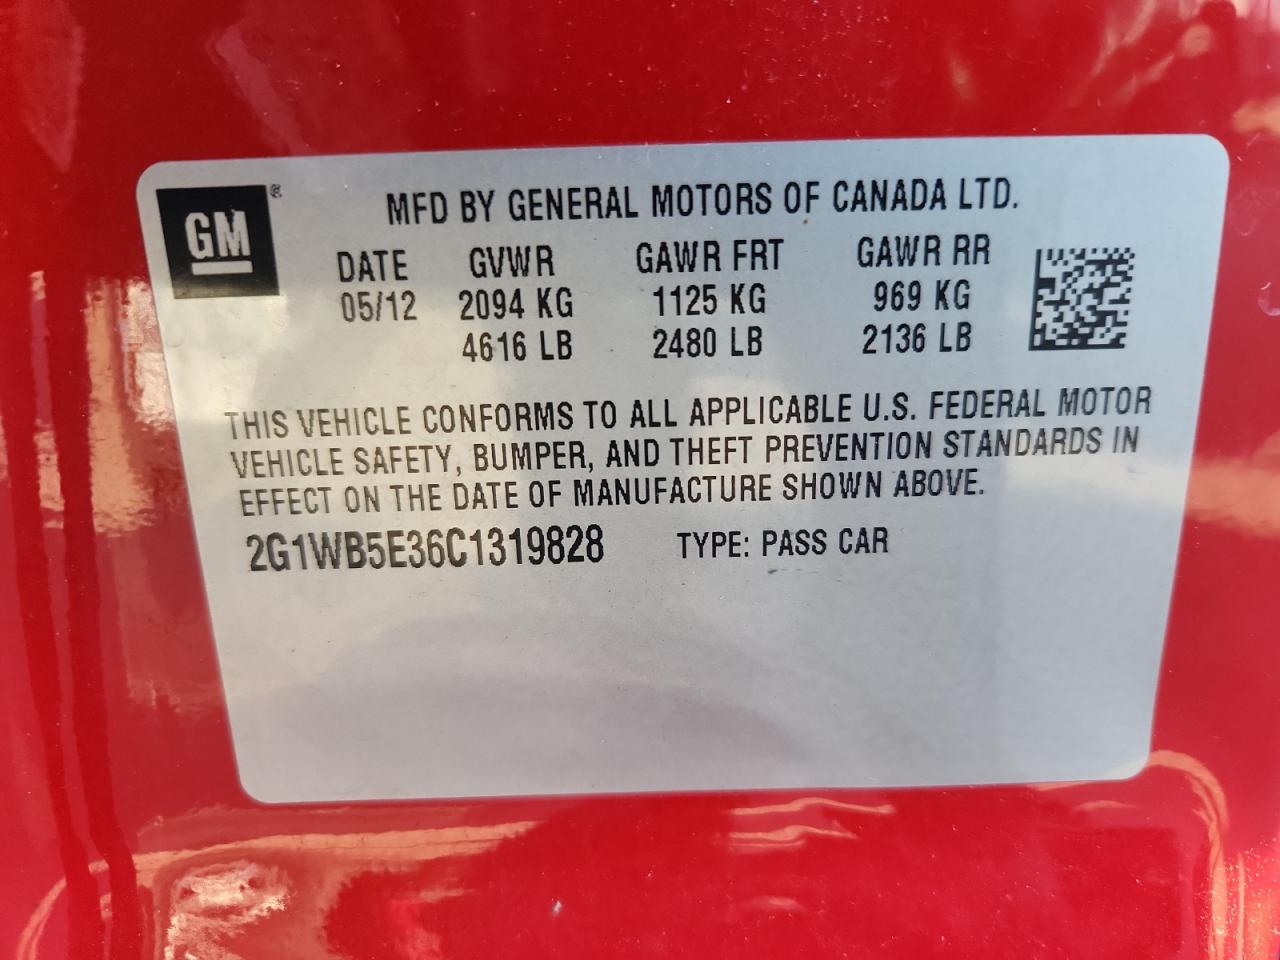 GM®
MFD BY GENERAL MOTORS OF CANADA LTD.
DATE GVWR GAWR FRT GAWR RR
05/12 2094 KG 1125 KG 969 KG
4616 LB 2480 LB 2136 LB
THIS VEHICLE CONFORMS TO ALL APPLICABLE U.S. FEDERAL MOTOR
VEHICLE SAFETY, BUMPER, AND THEFT PREVENTION STANDARDS IN
EFFECT ON THE DATE OF MANUFACTURE SHOWN ABOVE.
2G1WB5E36C1319828 TYPE: PASS CAR